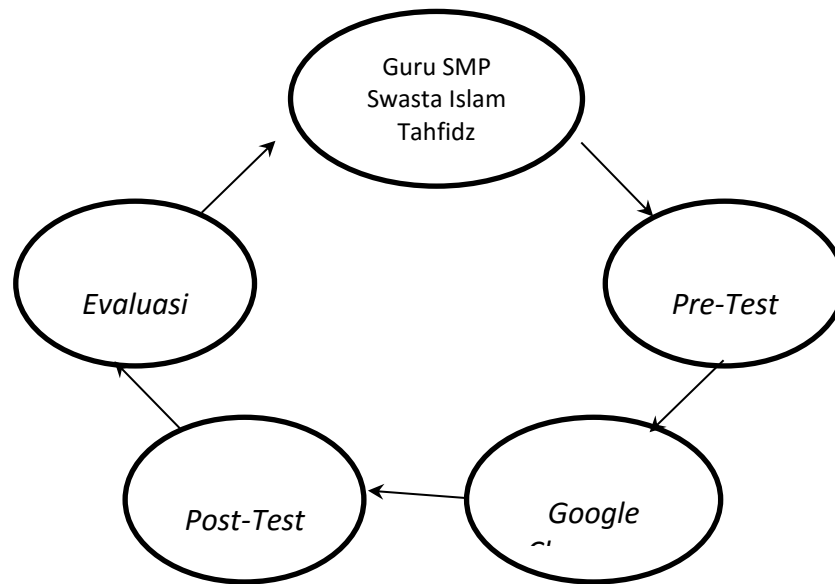 Guru SMP
Swasta Islam
Tahfidz
Pre-Test
Google
Post-Test
Evaluasi